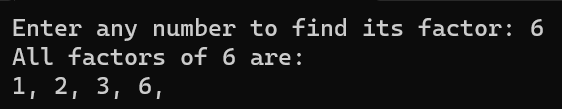 Enter any number to find its factor: 6
All factors of 6 are:
1, 2, 3, 6,